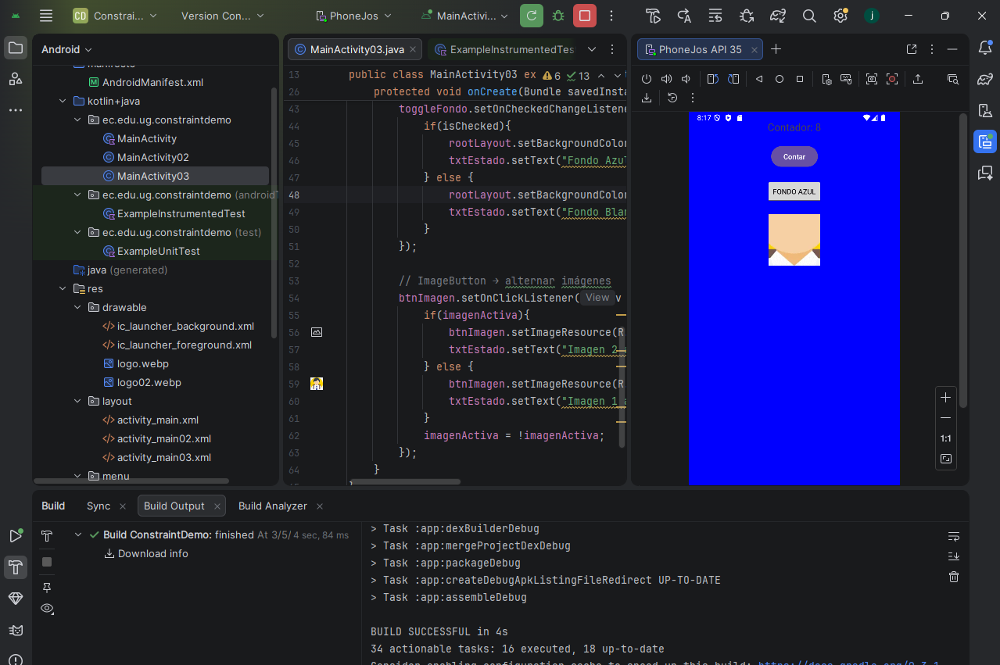 CD Constrai... Version Con... PhoneJos MainActivi... j
Android
MainActivity03.java
ExampleInstrumentedTes
PhoneJos API 35
manifests
AndroidManifest.xml
kotlin+java
ec.edu.ug.constraintdemo
MainActivity
MainActivity02
MainActivity03
ec.edu.ug.constraintdemo (androidT
ExampleInstrumentedTest
ec.edu.ug.constraintdemo (test)
ExampleUnitTest
java (generated)
res
drawable
ic_launcher_background.xml
ic_launcher_foreground.xml
logo.webp
logo02.webp
layout
activity_main.xml
activity_main02.xml
activity_main03.xml
menu
6 13
13 public class MainActivity03 ex
26 protected void onCreate(Bundle savedInsta
43 toggleFondo.setOnCheckedChangeListene
44 if(isChecked){
45 rootLayout.setBackgroundColor
46 txtEstado.setText("Fondo Azul
47 } else {
48 rootLayout.setBackgroundColor
49 txtEstado.setText("Fondo Blan
50 }
51 });
52
53 // ImageButton → alternar imágenes
54 btnImagen.setOnClickListener( View v
55 if(imagenActiva){
56 btnImagen.setImageResource(R
57 txtEstado.setText("Imagen 2 a
58 } else {
59 btnImagen.setImageResource(R
60 txtEstado.setText("Imagen 1 a
61 }
62 imagenActiva = !imagenActiva;
63 });
64 }
}
8:17
Contador: 8
Contar
FONDO AZUL
1:1
Build
Sync
Build Output
Build Analyzer
Build ConstraintDemo: finished At 3/5/ 4 sec, 84 ms
Download info
> Task :app:dexBuilderDebug
> Task :app:mergeProjectDexDebug
> Task :app:packageDebug
> Task :app:createDebugApkListingFileRedirect UP-TO-DATE
> Task :app:assembleDebug
BUILD SUCCESSFUL in 4s
34 actionable tasks: 16 executed, 18 up-to-date
Consider enabling configuration cache to speed up this build: https://docs.gradle.org/9.3.1